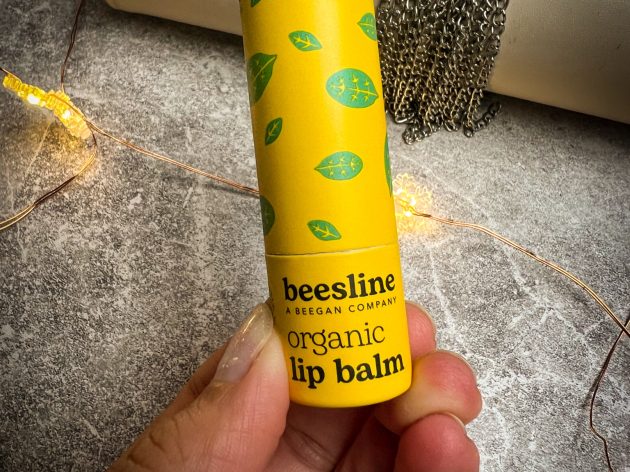 beesline
A BEEGAN COMPANY
organic
lip balm